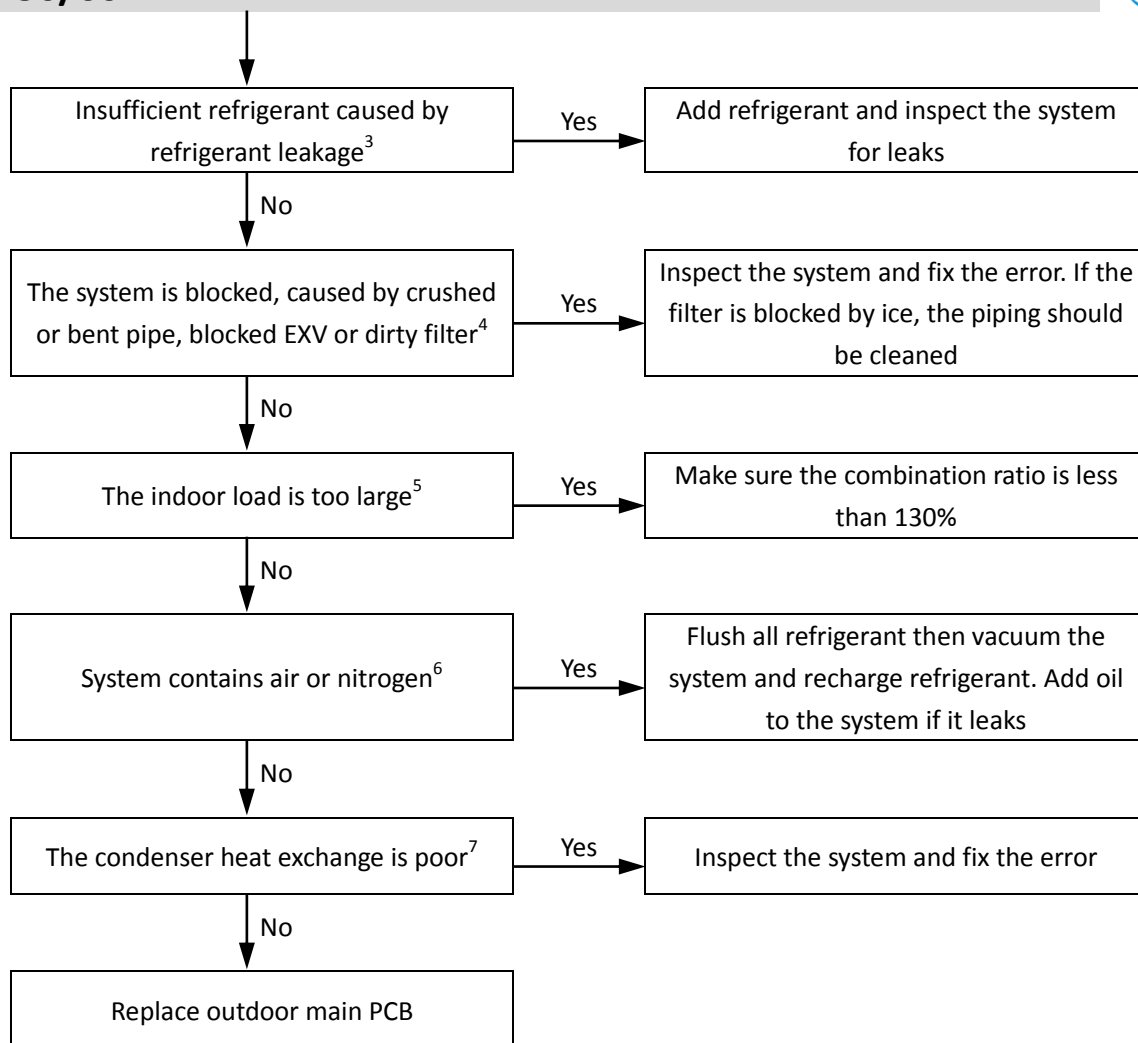 Insufficient refrigerant caused by
refrigerant leakage3
Yes
Add refrigerant and inspect the system
for leaks
No
The system is blocked, caused by crushed
or bent pipe, blocked EXV or dirty filter4
Yes
Inspect the system and fix the error. If the
filter is blocked by ice, the piping should
be cleaned
No
The indoor load is too large5
Yes
Make sure the combination ratio is less
than 130%
No
System contains air or nitrogen6
Yes
Flush all refrigerant then vacuum the
system and recharge refrigerant. Add oil
to the system if it leaks
No
The condenser heat exchange is poor7
Yes
Inspect the system and fix the error
No
Replace outdoor main PCB